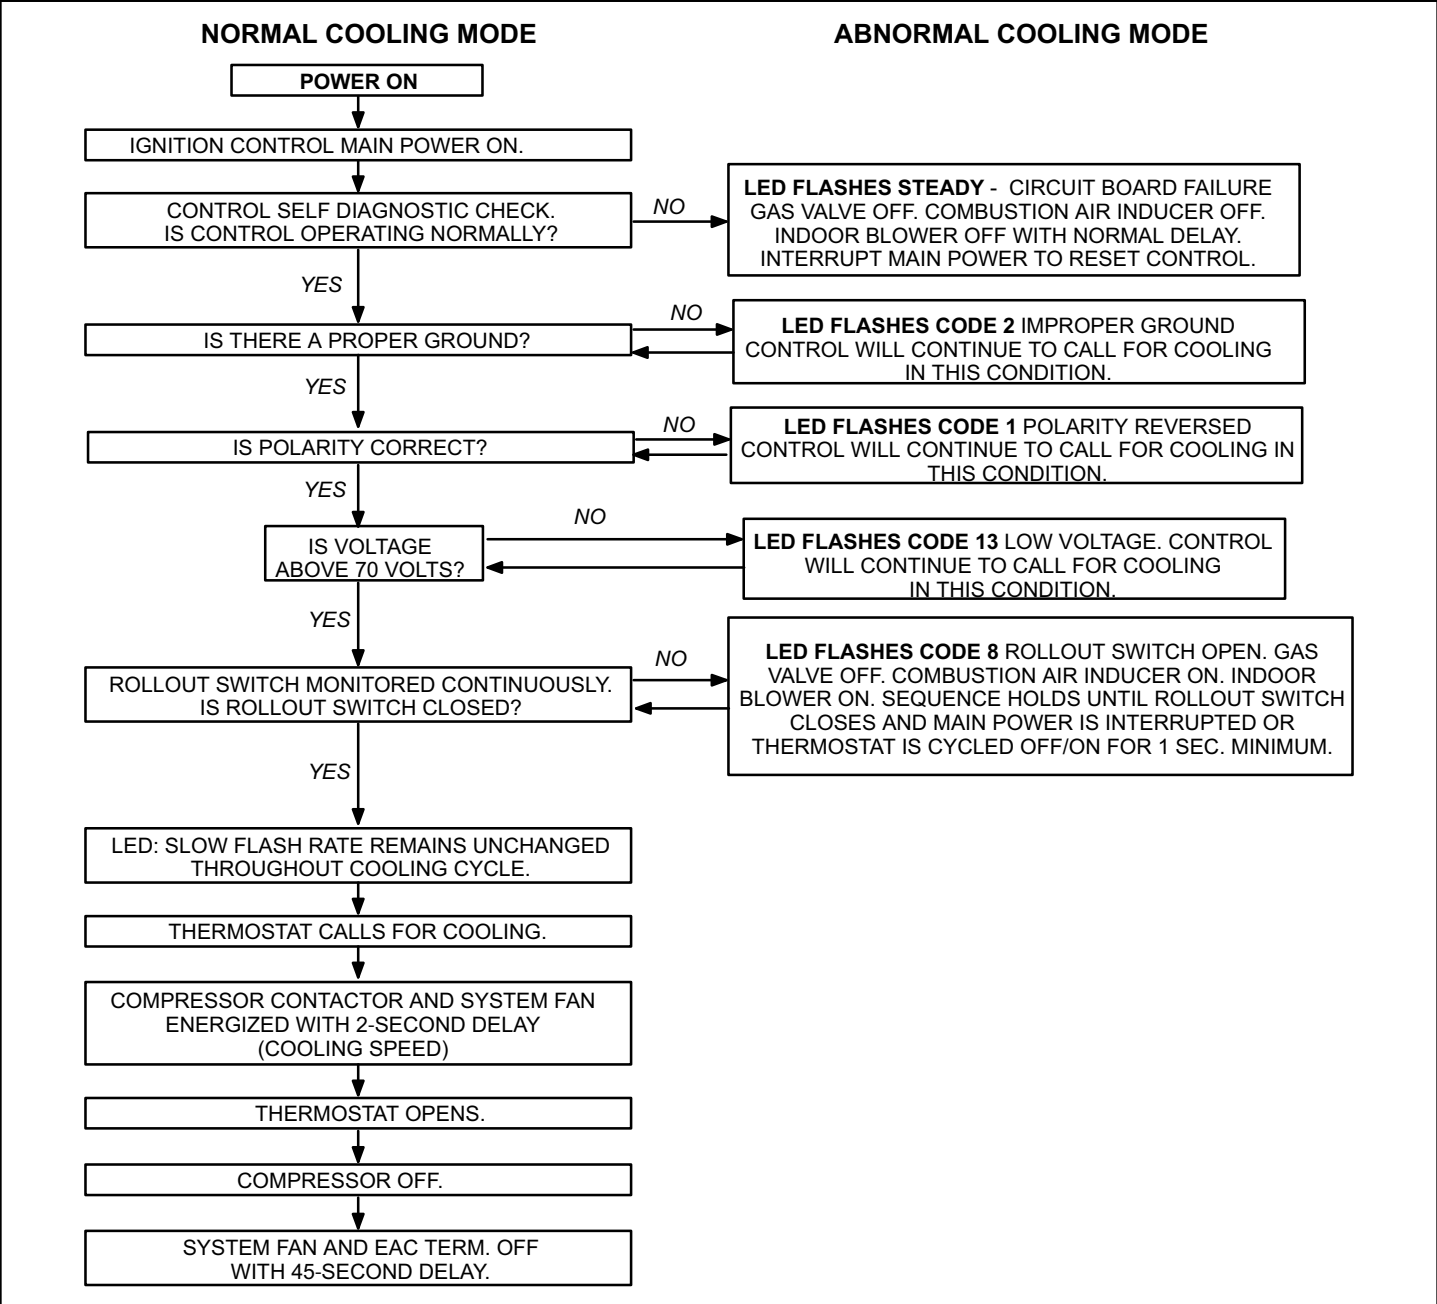 NORMAL COOLING MODE
ABNORMAL COOLING MODE
POWER ON
IGNITION CONTROL MAIN POWER ON.
CONTROL SELF DIAGNOSTIC CHECK.
IS CONTROL OPERATING NORMALLY?
NO
LED FLASHES STEADY - CIRCUIT BOARD FAILURE
GAS VALVE OFF. COMBUSTION AIR INDUCER OFF.
INDOOR BLOWER OFF WITH NORMAL DELAY.
INTERRUPT MAIN POWER TO RESET CONTROL.
YES
IS THERE A PROPER GROUND?
NO
LED FLASHES CODE 2 IMPROPER GROUND
CONTROL WILL CONTINUE TO CALL FOR COOLING
IN THIS CONDITION.
YES
IS POLARITY CORRECT?
NO
LED FLASHES CODE 1 POLARITY REVERSED
CONTROL WILL CONTINUE TO CALL FOR COOLING IN
THIS CONDITION.
YES
IS VOLTAGE
ABOVE 70 VOLTS?
NO
LED FLASHES CODE 13 LOW VOLTAGE. CONTROL
WILL CONTINUE TO CALL FOR COOLING
IN THIS CONDITION.
YES
ROLLOUT SWITCH MONITORED CONTINUOUSLY.
IS ROLLOUT SWITCH CLOSED?
NO
LED FLASHES CODE 8 ROLLOUT SWITCH OPEN. GAS
VALVE OFF. COMBUSTION AIR INDUCER ON. INDOOR
BLOWER ON. SEQUENCE HOLDS UNTIL ROLLOUT SWITCH
CLOSES AND MAIN POWER IS INTERRUPTED OR
THERMOSTAT IS CYCLED OFF/ON FOR 1 SEC. MINIMUM.
YES
LED: SLOW FLASH RATE REMAINS UNCHANGED
THROUGHOUT COOLING CYCLE.
THERMOSTAT CALLS FOR COOLING.
COMPRESSOR CONTACTOR AND SYSTEM FAN
ENERGIZED WITH 2-SECOND DELAY
(COOLING SPEED)
THERMOSTAT OPENS.
COMPRESSOR OFF.
SYSTEM FAN AND EAC TERM. OFF
WITH 45-SECOND DELAY.